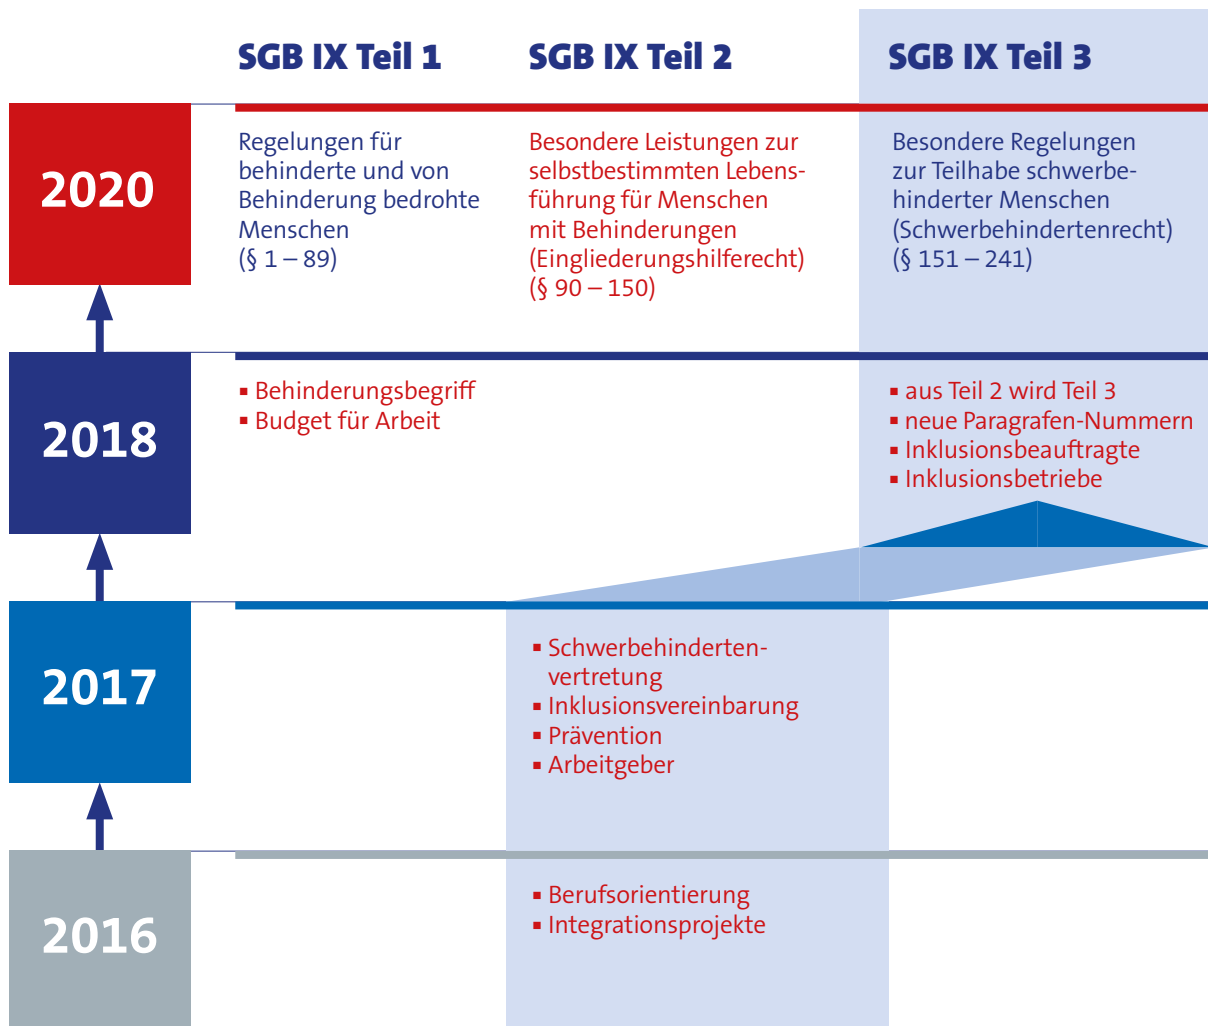 SGB IX Teil 1
SGB IX Teil 2
SGB IX Teil 3
2020
Regelungen für
behinderte und von
Behinderung bedrohte
Menschen
(§ 1 – 89)
Besondere Leistungen zur
selbstbestimmten Lebens-
führung für Menschen
mit Behinderungen
(Eingliederungshilferecht)
(§ 90 – 150)
Besondere Regelungen
zur Teilhabe schwerbe-
hinderter Menschen
(Schwerbehindertenrecht)
(§ 151 – 241)
2018
▪ Behinderungsbegriff
▪ Budget für Arbeit
▪ aus Teil 2 wird Teil 3
▪ neue Paragrafen-Nummern
▪ Inklusionsbeauftragte
▪ Inklusionsbetriebe
2017
▪ Schwerbehinderten-
vertretung
▪ Inklusionsvereinbarung
▪ Prävention
▪ Arbeitgeber
2016
▪ Berufsorientierung
▪ Integrationsprojekte